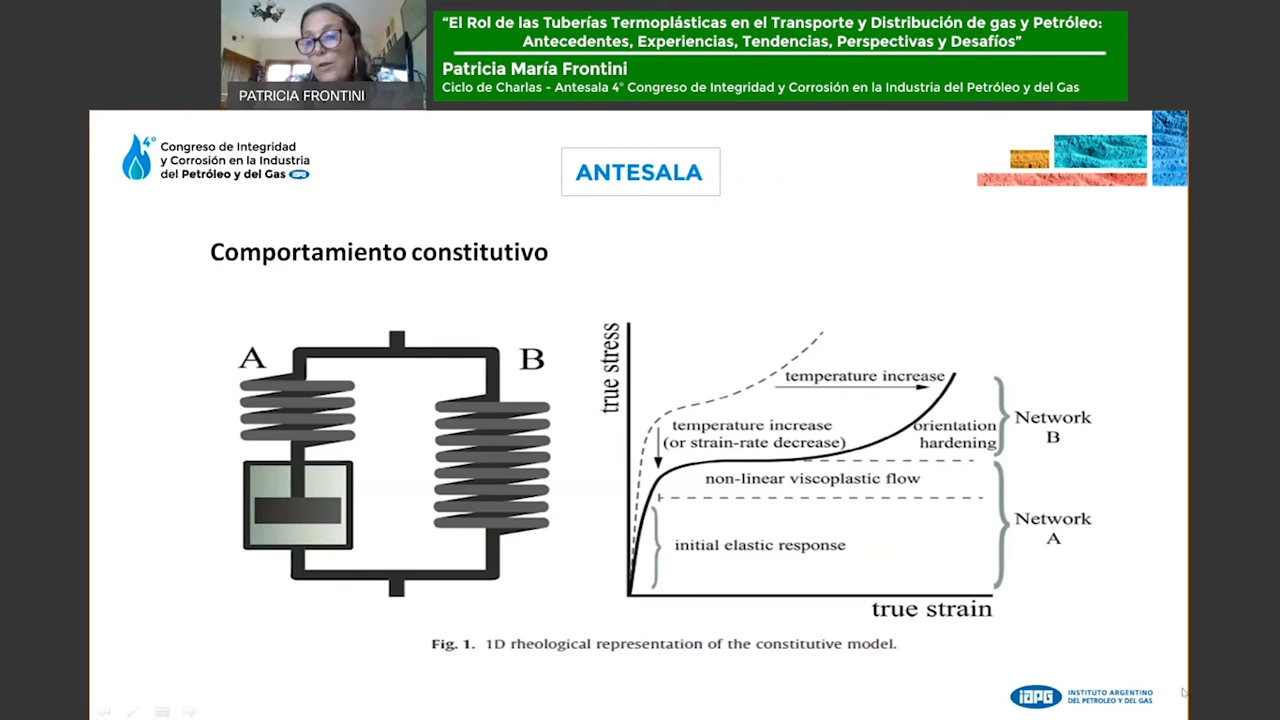 “El Rol de las Tuberías Termoplásticas en el Transporte y Distribución de gas y Petróleo:
Antecedentes, Experiencias, Tendencias, Perspectivas y Desafíos”
Patricia María Frontini
Ciclo de Charlas - Antesala 4° Congreso de Integridad y Corrosión en la Industria del Petróleo y del Gas
PATRICIA FRONTINI
4°
Congreso de Integridad
y Corrosión en la Industria
del Petróleo y del Gas iapg
ANTESALA
Comportamiento constitutivo
A
B
true stress
temperature increase
temperature increase
(or strain-rate decrease)
orientation
hardening
Network
B
non-linear viscoplastic flow
Network
A
initial elastic response
true strain
Fig. 1. 1D rheological representation of the constitutive model.
iapg
INSTITUTO ARGENTINO
DEL PETROLEO Y DEL GAS